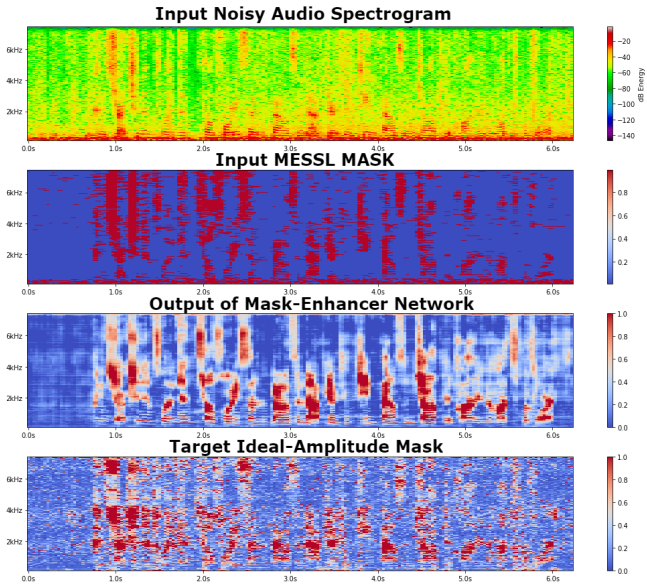 Input Noisy Audio Spectrogram
6kHz
4kHz
2kHz
0.0s 1.0s 2.0s 3.0s 4.0s 5.0s 6.0s
−20
−40
−60
−80
−100
−120
−140
dB Energy
Input MESSL MASK
6kHz
4kHz
2kHz
0.0s 1.0s 2.0s 3.0s 4.0s 5.0s 6.0s
0.8
0.6
0.4
0.2
Output of Mask-Enhancer Network
6kHz
4kHz
2kHz
0.0s 1.0s 2.0s 3.0s 4.0s 5.0s 6.0s
1.0
0.8
0.6
0.4
0.2
0.0
Target Ideal-Amplitude Mask
6kHz
4kHz
2kHz
0.0s 1.0s 2.0s 3.0s 4.0s 5.0s 6.0s
1.0
0.8
0.6
0.4
0.2
0.0